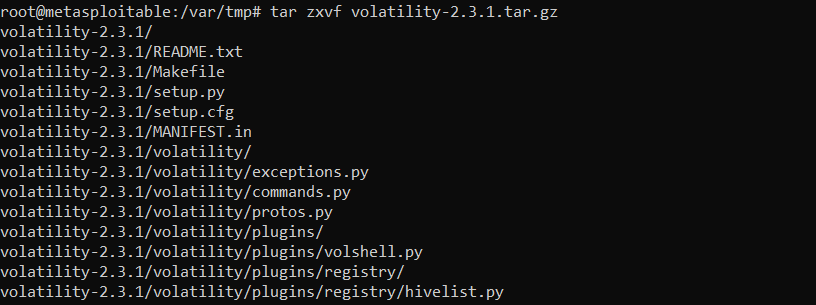 root@metasploitable:/var/tmp# tar zxvf volatility-2.3.1.tar.gz
volatility-2.3.1/
volatility-2.3.1/README.txt
volatility-2.3.1/Makefile
volatility-2.3.1/setup.py
volatility-2.3.1/setup.cfg
volatility-2.3.1/MANIFEST.in
volatility-2.3.1/volatility/
volatility-2.3.1/volatility/exceptions.py
volatility-2.3.1/volatility/commands.py
volatility-2.3.1/volatility/protos.py
volatility-2.3.1/volatility/plugins/
volatility-2.3.1/volatility/plugins/volshell.py
volatility-2.3.1/volatility/plugins/registry/
volatility-2.3.1/volatility/plugins/registry/hivelist.py